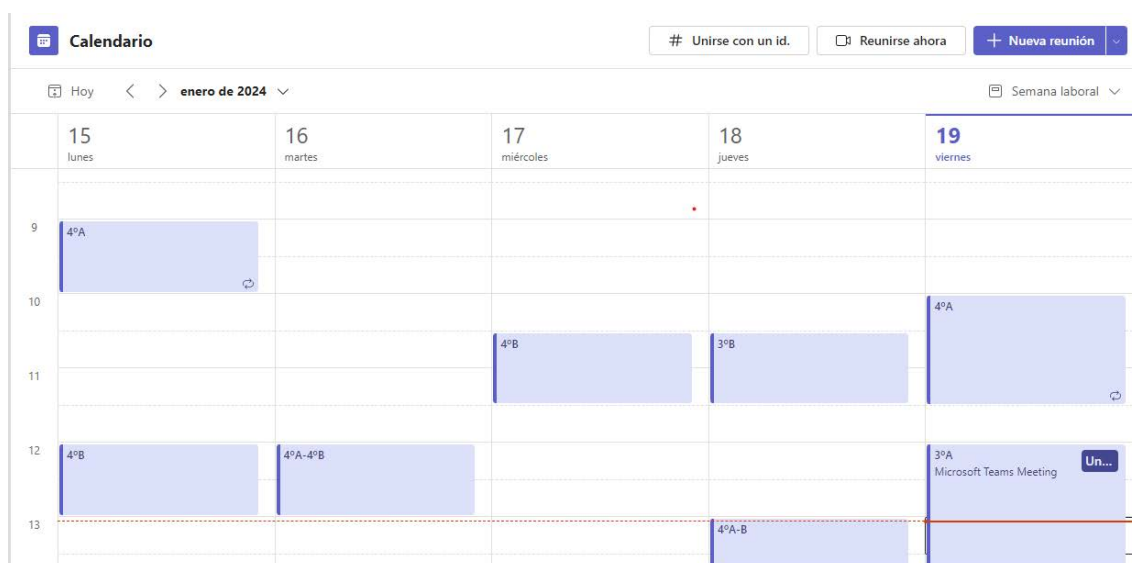 Calendario
# Unirse con un id.
Reunirse ahora
+ Nueva reunión
Hoy
enero de 2024
Semana laboral
15
lunes
16
martes
17
miércoles
18
jueves
19
viernes
9
4ºA
10
4ºA
4ºB
3ºB
11
12
4ºB
4ºA-4ºB
3ºA
Un...
Microsoft Teams Meeting
13
4ºA-B